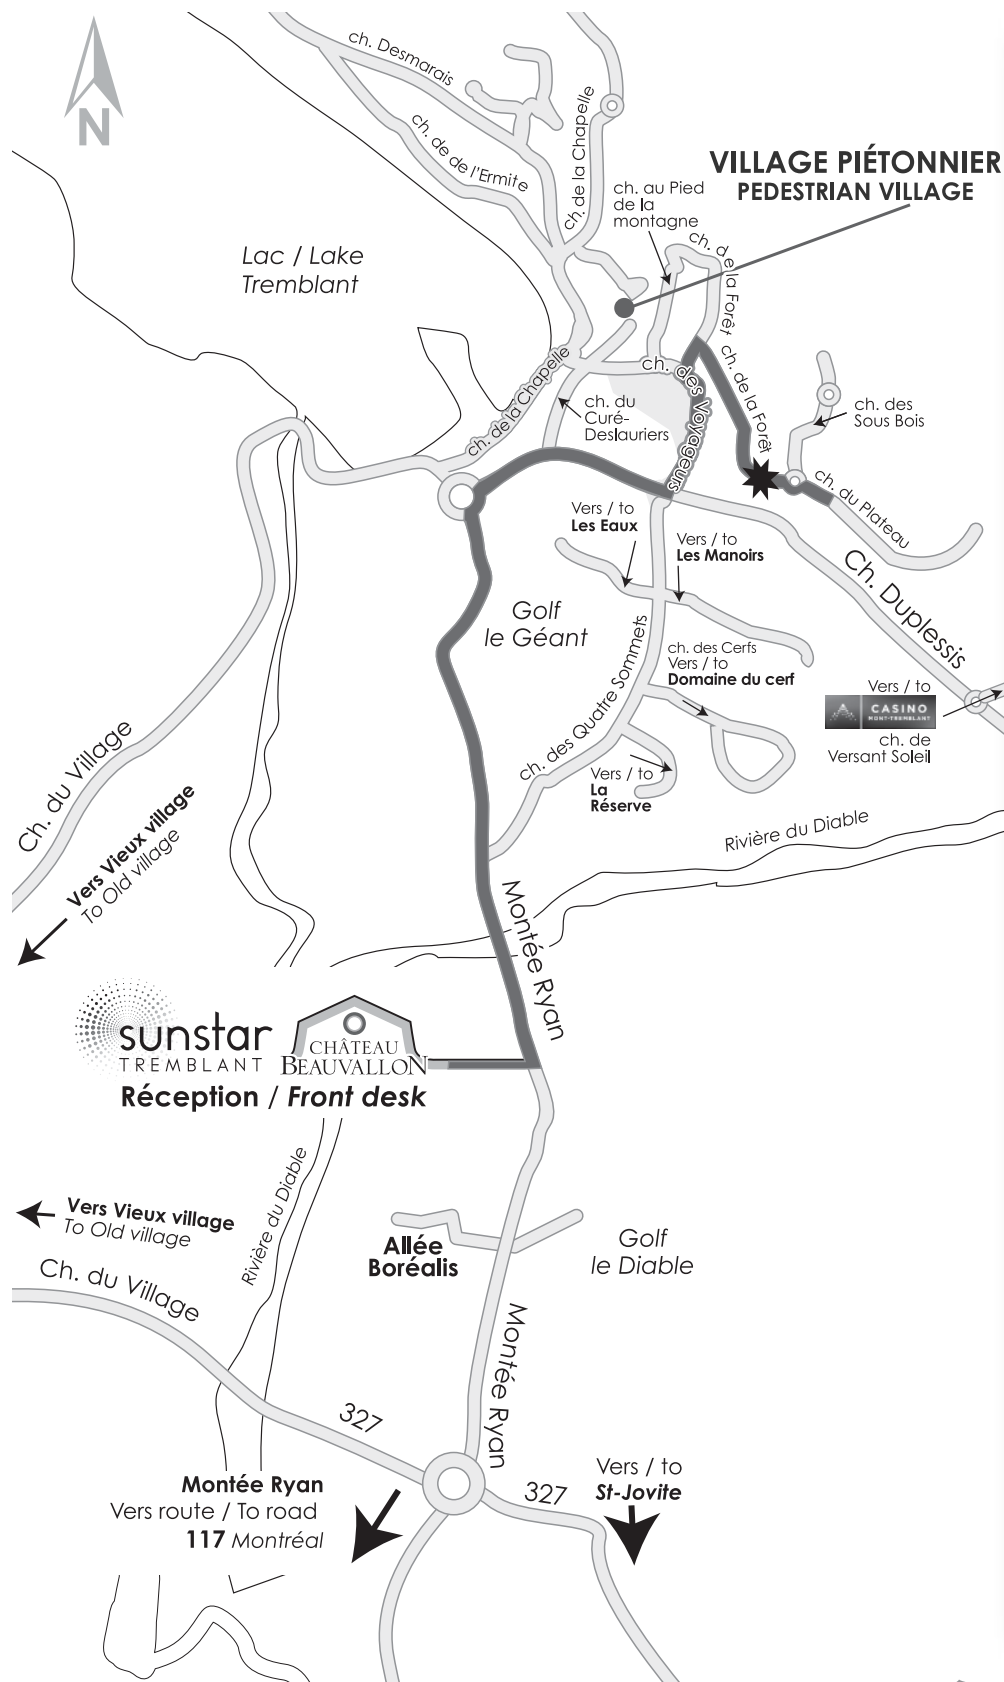 N
ch. Desmarais
ch. de de l'Ermite
ch. de la Chapelle
VILLAGE PIÉTONNIER
PEDESTRIAN VILLAGE
ch. au Pied
de la
montagne
ch. de la Forêt
Lac / Lake
Tremblant
ch. de la Chapelle
ch. des Voyageurs
ch. de la Forêt
ch. du
Curé-
Deslauriers
ch. des
Sous Bois
ch. du Plateau
Vers / to
Les Eaux
Vers / to
Les Manoirs
Ch. Duplessis
Golf
le Géant
ch. des Quatre Sommets
ch. des Cerfs
Vers / to
Domaine du cerf
Vers / to
CASINO
MONT-TREMBLANT
ch. de
Versant Soleil
Vers / to
La
Réserve
Ch. du Village
Vers Vieux village
To Old village
Rivière du Diable
Montée Ryan
sunstar
TREMBLANT
CHÂTEAU
BEAUVALLON
Réception / Front desk
Rivière du Diable
Vers Vieux village
To Old village
Ch. du Village
Allée
Boréalis
Golf
le Diable
Montée Ryan
327
Montée Ryan
Vers route / To road
117 Montréal
327
Vers / to
St-Jovite